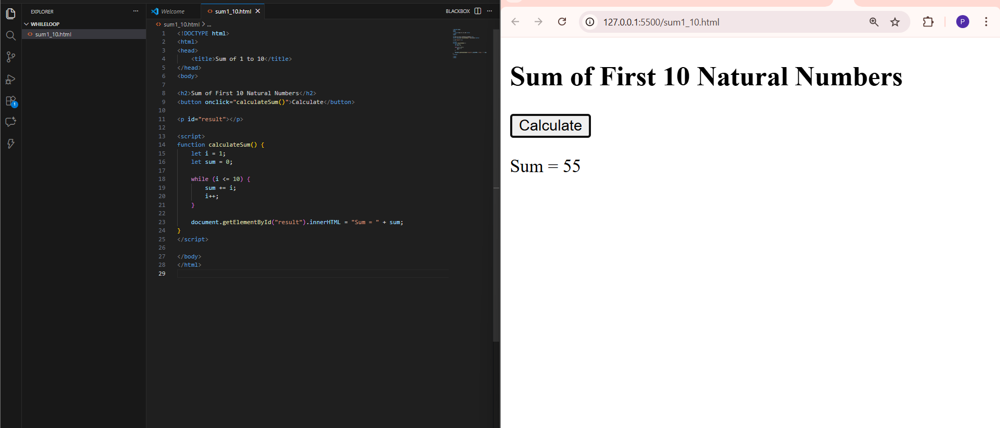 EXPLORER
WHILELOOP
sum1_10.html
1
Welcome
sum1_10.html
BLACKBOX
sum1_10.html > ...
1 <!DOCTYPE html>
2 <html>
3 <head>
4 <title>Sum of 1 to 10</title>
5 </head>
6 <body>
7
8 <h2>Sum of First 10 Natural Numbers</h2>
9 <button onclick="calculateSum()">Calculate</button>
10
11 <p id="result"></p>
12
13 <script>
14 function calculateSum() {
15 let i = 1;
16 let sum = 0;
17
18 while (i <= 10) {
19 sum += i;
20 i++;
21 }
22
23 document.getElementById("result").innerHTML = "Sum = " + sum;
24 }
25 </script>
26
27 </body>
28 </html>
29
127.0.0.1:5500/sum1_10.html
P
Sum of First 10 Natural Numbers
Calculate
Sum = 55